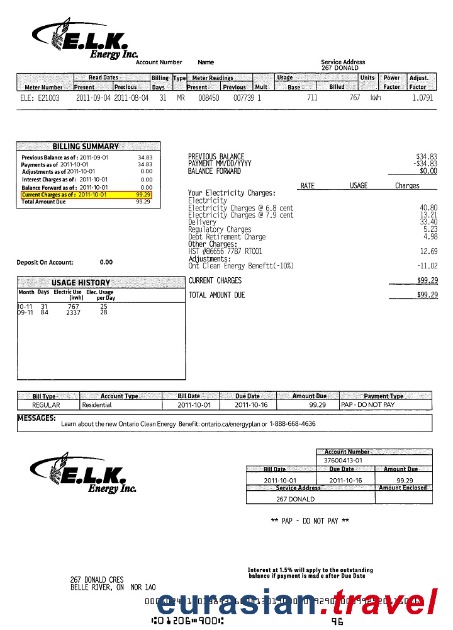 E.L.K.
Energy Inc.
Account Number Name Service Address
267 DONALD
Read Dates Billing Type Meter Readings Usage Units Power Adjust.
Meter Number Present Previous Days Present Previous Mult Base Billed Factor Factor
ELE: E21003 2011-09-04 2011-08-04 31 MR 008450 007739 1 711 767 kWh 1.0791
BILLING SUMMARY
Previous Balance as of: 2011-09-01 34.83
Payments as of: 2011-10-01 34.83
Adjustments as of: 2011-10-01 0.00
Interest Charges as of: 2011-10-01 0.00
Balance Forward as of: 2011-10-01 0.00
Current Charges as of: 2011-10-01 99.29
Total Amount Due 99.29
Deposit On Account: 0.00
PREVIOUS BALANCE $34.83
PAYMENT MM/DD/YYYY -$34.83
BALANCE FORWARD $0.00
RATE USAGE Charges
Your Electricity Charges:
Electricity
Electricity Charges @ 6.8 cent 40.80
Electricity Charges @ 7.9 cent 13.21
Delivery 33.40
Regulatory Charges 5.23
Debt Retirement Charge 4.98
Other Charges:
HST #86656 7787 RT001 12.69
Adjustments:
Ont Clean Energy Benefit(-10%) -11.02
CURRENT CHARGES $99.29
TOTAL AMOUNT DUE $99.29
USAGE HISTORY
Month Days Electric Use Elec. Usage
(kwh) per Day
10-11 31 767 25
09-11 84 2337 28
Bill Type Account Type Bill Date Due Date Amount Due Payment Type
REGULAR Residential 2011-10-01 2011-10-16 99.29 PAP - DO NOT PAY
MESSAGES:
Learn about the new Ontario Clean Energy Benefit: ontario.ca/energyplan or 1-888-668-4636
E.L.K.
Energy Inc.
Account Number
37600413-01
Bill Date Due Date Amount Due
2011-10-01 2011-10-16 99.29
Service Address Amount Enclosed
267 DONALD
** PAP - DO NOT PAY **
Interest at 1.5% will apply to the outstanding
balance if payment is made after Due Date
267 DONALD CRES
BELLE RIVER, ON N0R 1A0
eurasian.travel
01206 900 96